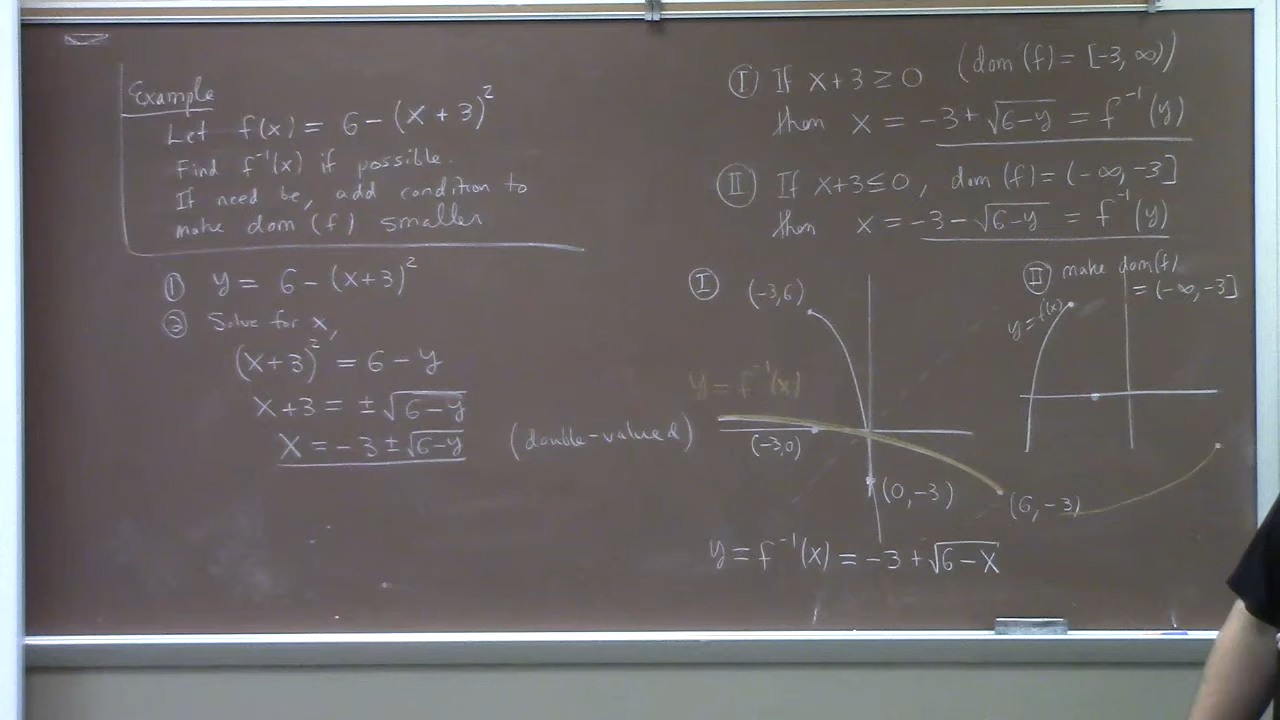 Example
Let f(x) = 6 - (x + 3)²
Find f⁻¹(x) if possible.
If need be, add condition to
make dom (f) smaller
① y = 6 - (x+3)²
② Solve for x,
(x+3)² = 6 - y
x+3 = ± √(6-y)
x = -3 ± √(6-y) (double-valued)
Ⓘ If x+3 ≥ 0 (dom (f) = [-3, ∞))
then x = -3 + √(6-y) = f⁻¹(y)
Ⓘⓘ If x+3 ≤ 0, dom (f) = (-∞, -3]
then x = -3 - √(6-y) = f⁻¹(y)
Ⓘ (-3,6)
y = f⁻¹(x)
(-3,0)
(0,-3)
(6,-3)
y = f⁻¹(x) = -3 + √(6-x)
Ⓘⓘ make dom(f)
= (-∞, -3]
y = f(x)